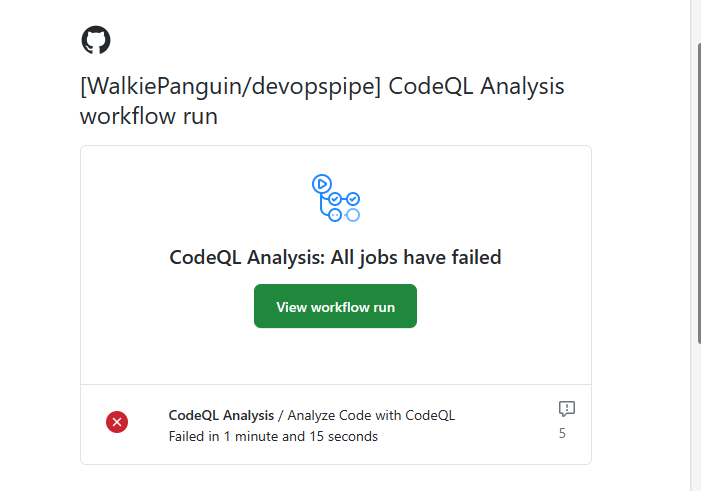 [WalkiePanguin/devopspipe] CodeQL Analysis
workflow run
CodeQL Analysis: All jobs have failed
View workflow run
CodeQL Analysis / Analyze Code with CodeQL
Failed in 1 minute and 15 seconds
5